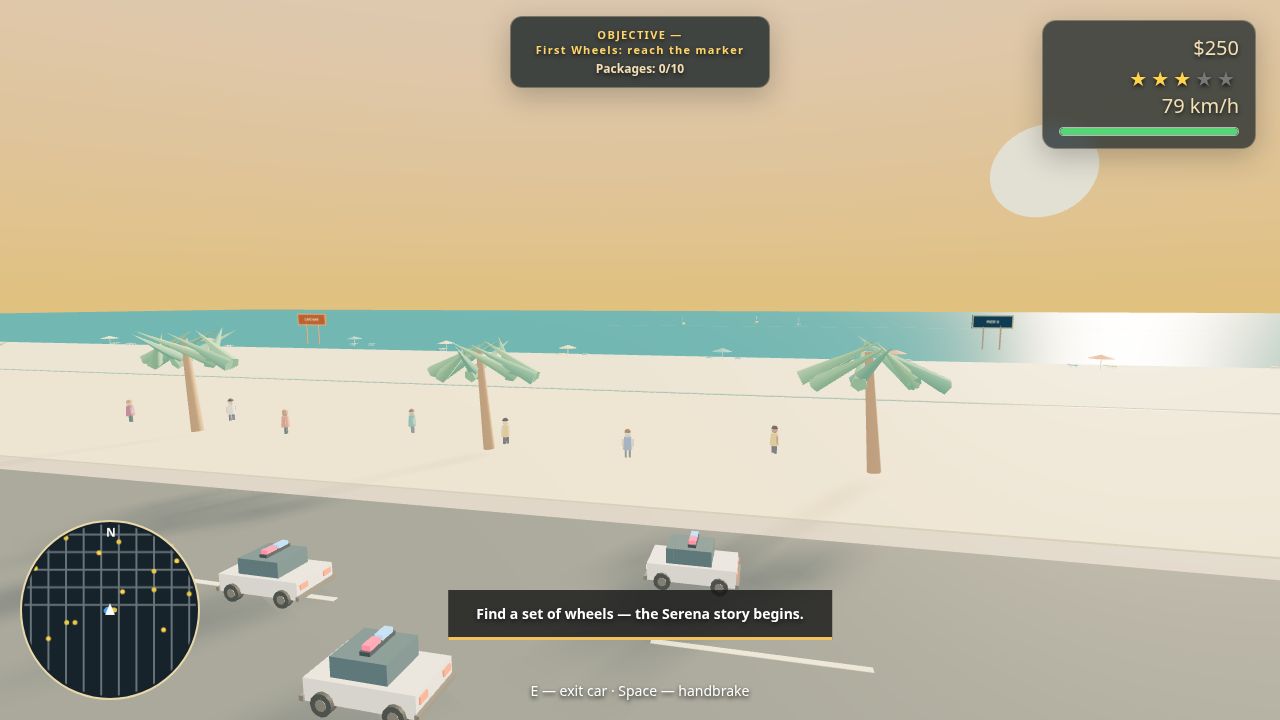 OBJECTIVE —
First Wheels: reach the marker
Packages: 0/10
$250
79 km/h
N
Find a set of wheels — the Serena story begins.
E — exit car · Space — handbrake